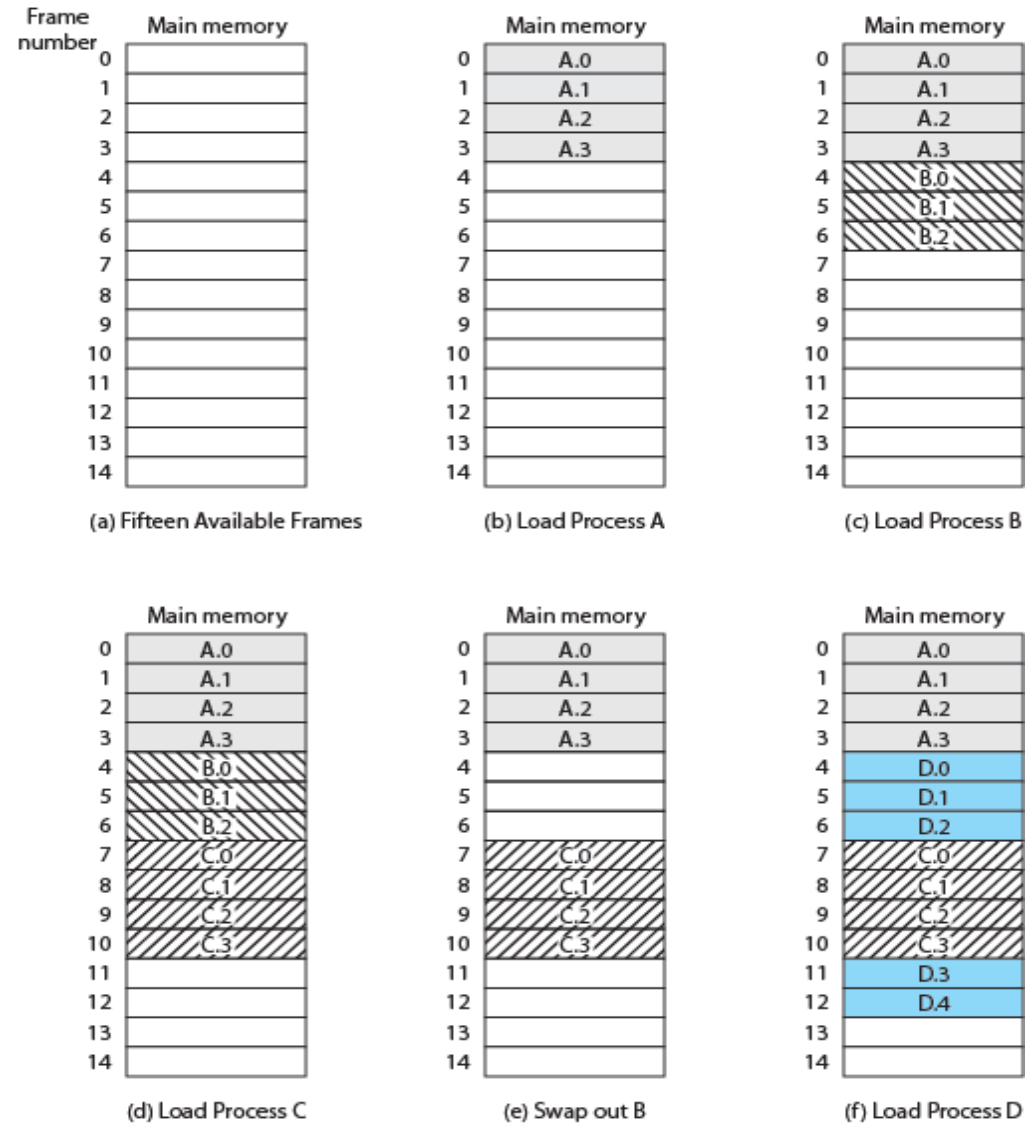 Frame
number
Main memory
Main memory
Main memory
0
0 A.0
0 A.0
1
1 A.1
1 A.1
2
2 A.2
2 A.2
3
3 A.3
3 A.3
4
4
4 B.0
5
5
5 B.1
6
6
6 B.2
7
7
7
8
8
8
9
9
9
10
10
10
11
11
11
12
12
12
13
13
13
14
14
14
(a) Fifteen Available Frames
(b) Load Process A
(c) Load Process B
Main memory
Main memory
Main memory
0 A.0
0 A.0
0 A.0
1 A.1
1 A.1
1 A.1
2 A.2
2 A.2
2 A.2
3 A.3
3 A.3
3 A.3
4 B.0
4
4 D.0
5 B.1
5
5 D.1
6 B.2
6
6 D.2
7 C.0
7 C.0
7 C.0
8 C.1
8 C.1
8 C.1
9 C.2
9 C.2
9 C.2
10 C.3
10 C.3
10 C.3
11
11
11 D.3
12
12
12 D.4
13
13
13
14
14
14
(d) Load Process C
(e) Swap out B
(f) Load Process D